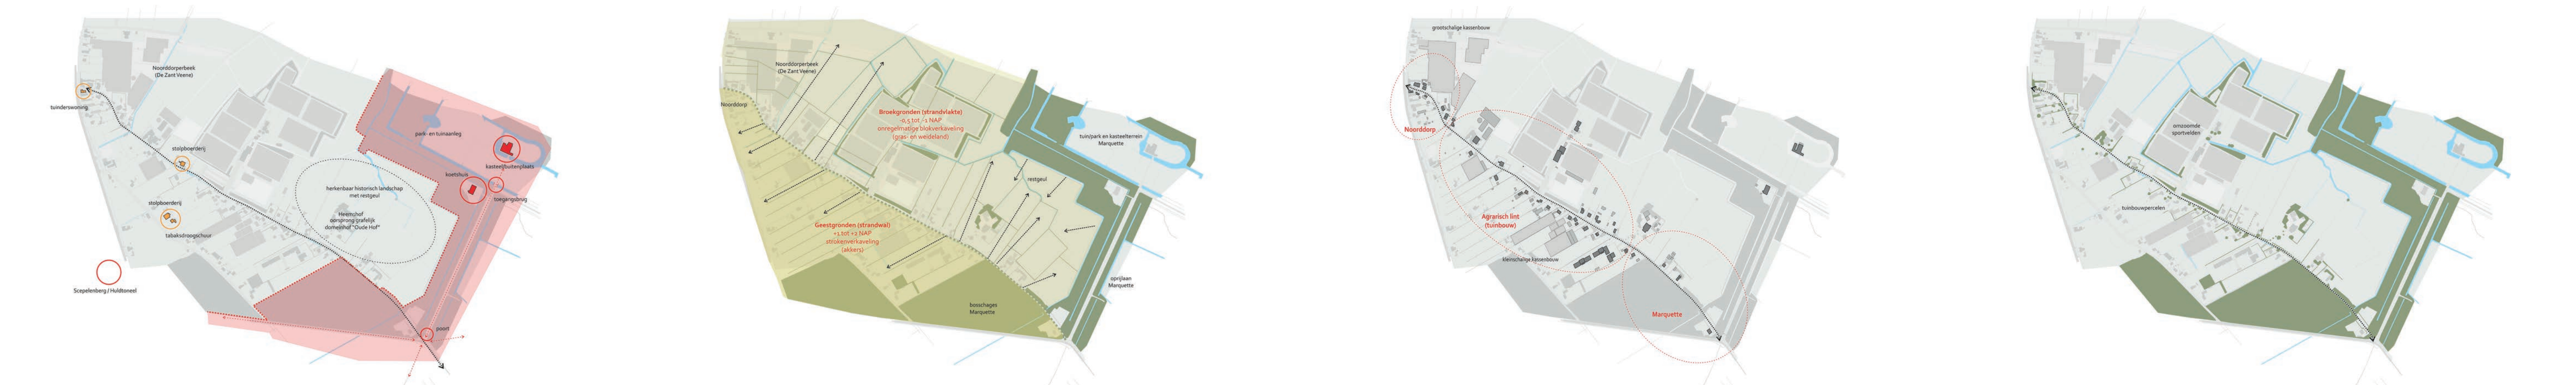 Noorddorperbeek
(De Zant Veene)
tuinderswoning
stolpboerderij
park- en tuinaanleg
kasteel/buitenplaats
koetshuis
toegangsbrug
herkenbaar historisch landschap
met restgeul
Heemshof
oorsprong grafelijk
domeinhof "Oude Hof"
stolpboerderij
tabaksdroogschuur
Scepelenberg / Huldtoneel
poort
Noorddorperbeek
(De Zant Veene)
Noorddorp
Broekgronden (strandvlakte)
-0,5 tot -1 NAP
onregelmatige blokverkaveling
(gras- en weideland)
tuin/park en kasteelterrein
Marquette
restgeul
Geestgronden (strandwal)
+1 tot +2 NAP
strokenverkaveling
(akkers)
bosschages
Marquette
oprijlaan
Marquette
grootschalige kassenbouw
Noorddorp
Agrarisch lint
(tuinbouw)
kleinschalige kassenbouw
Marquette
omzoomde
sportvelden
tuinbouwpercelen